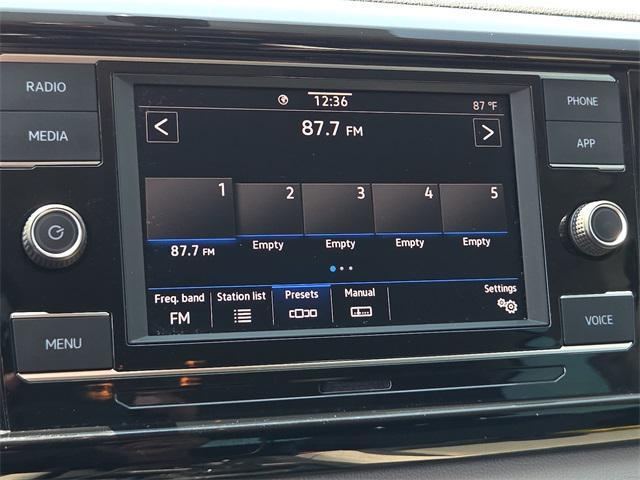 RADIO
MEDIA
MENU
12:36
87 °F
87.7 FM
1 2 3 4 5
87.7 FM Empty Empty Empty Empty
Freq. band Station list Presets Manual Settings
FM
PHONE
APP
VOICE